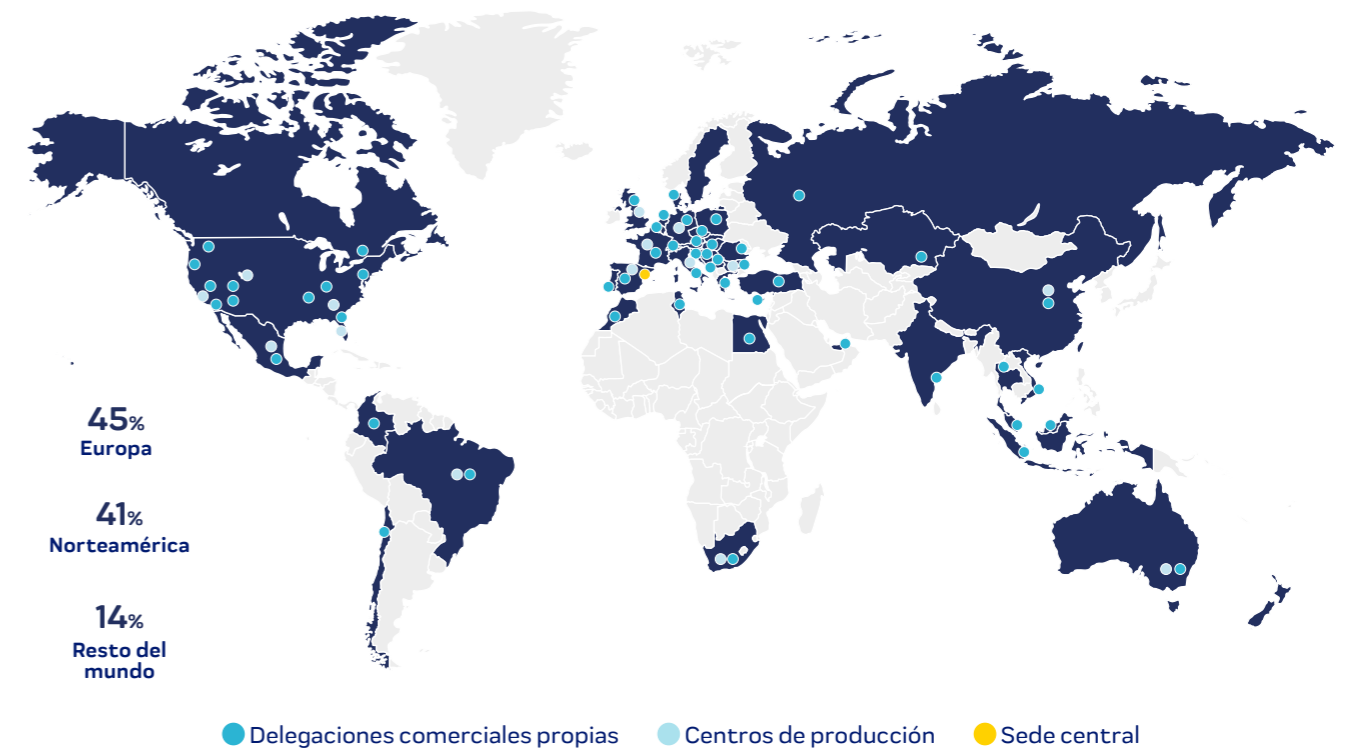 45%
Europa
41%
Norteamérica
14%
Resto del
mundo
Delegaciones comerciales propias
Centros de producción
Sede central